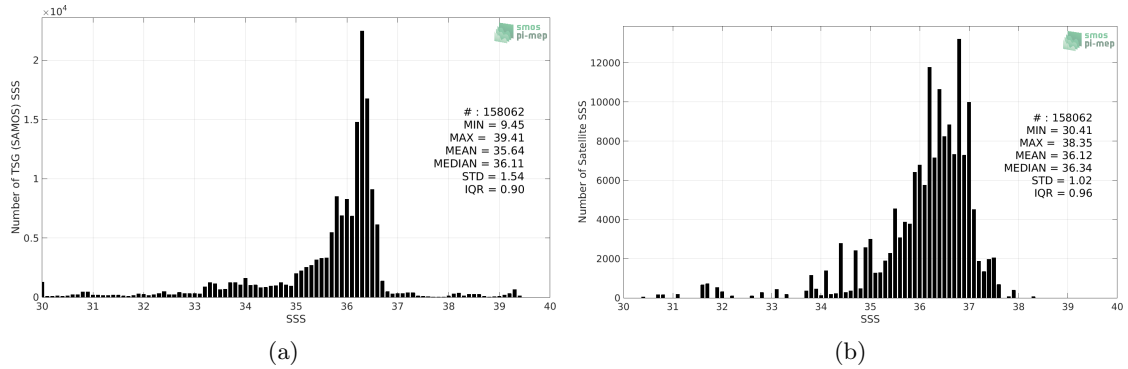 ×10⁴
2
1.5
1
0.5
0
Number of TSG (SAMOS) SSS
30 31 32 33 34 35 36 37 38 39 40
SSS
smos
pi-mep
# : 158062
MIN = 9.45
MAX = 39.41
MEAN = 35.64
MEDIAN = 36.11
STD = 1.54
IQR = 0.90
(a)
12000
10000
8000
6000
4000
2000
0
Number of Satellite SSS
30 31 32 33 34 35 36 37 38 39 40
SSS
smos
pi-mep
# : 158062
MIN = 30.41
MAX = 38.35
MEAN = 36.12
MEDIAN = 36.34
STD = 1.02
IQR = 0.96
(b)